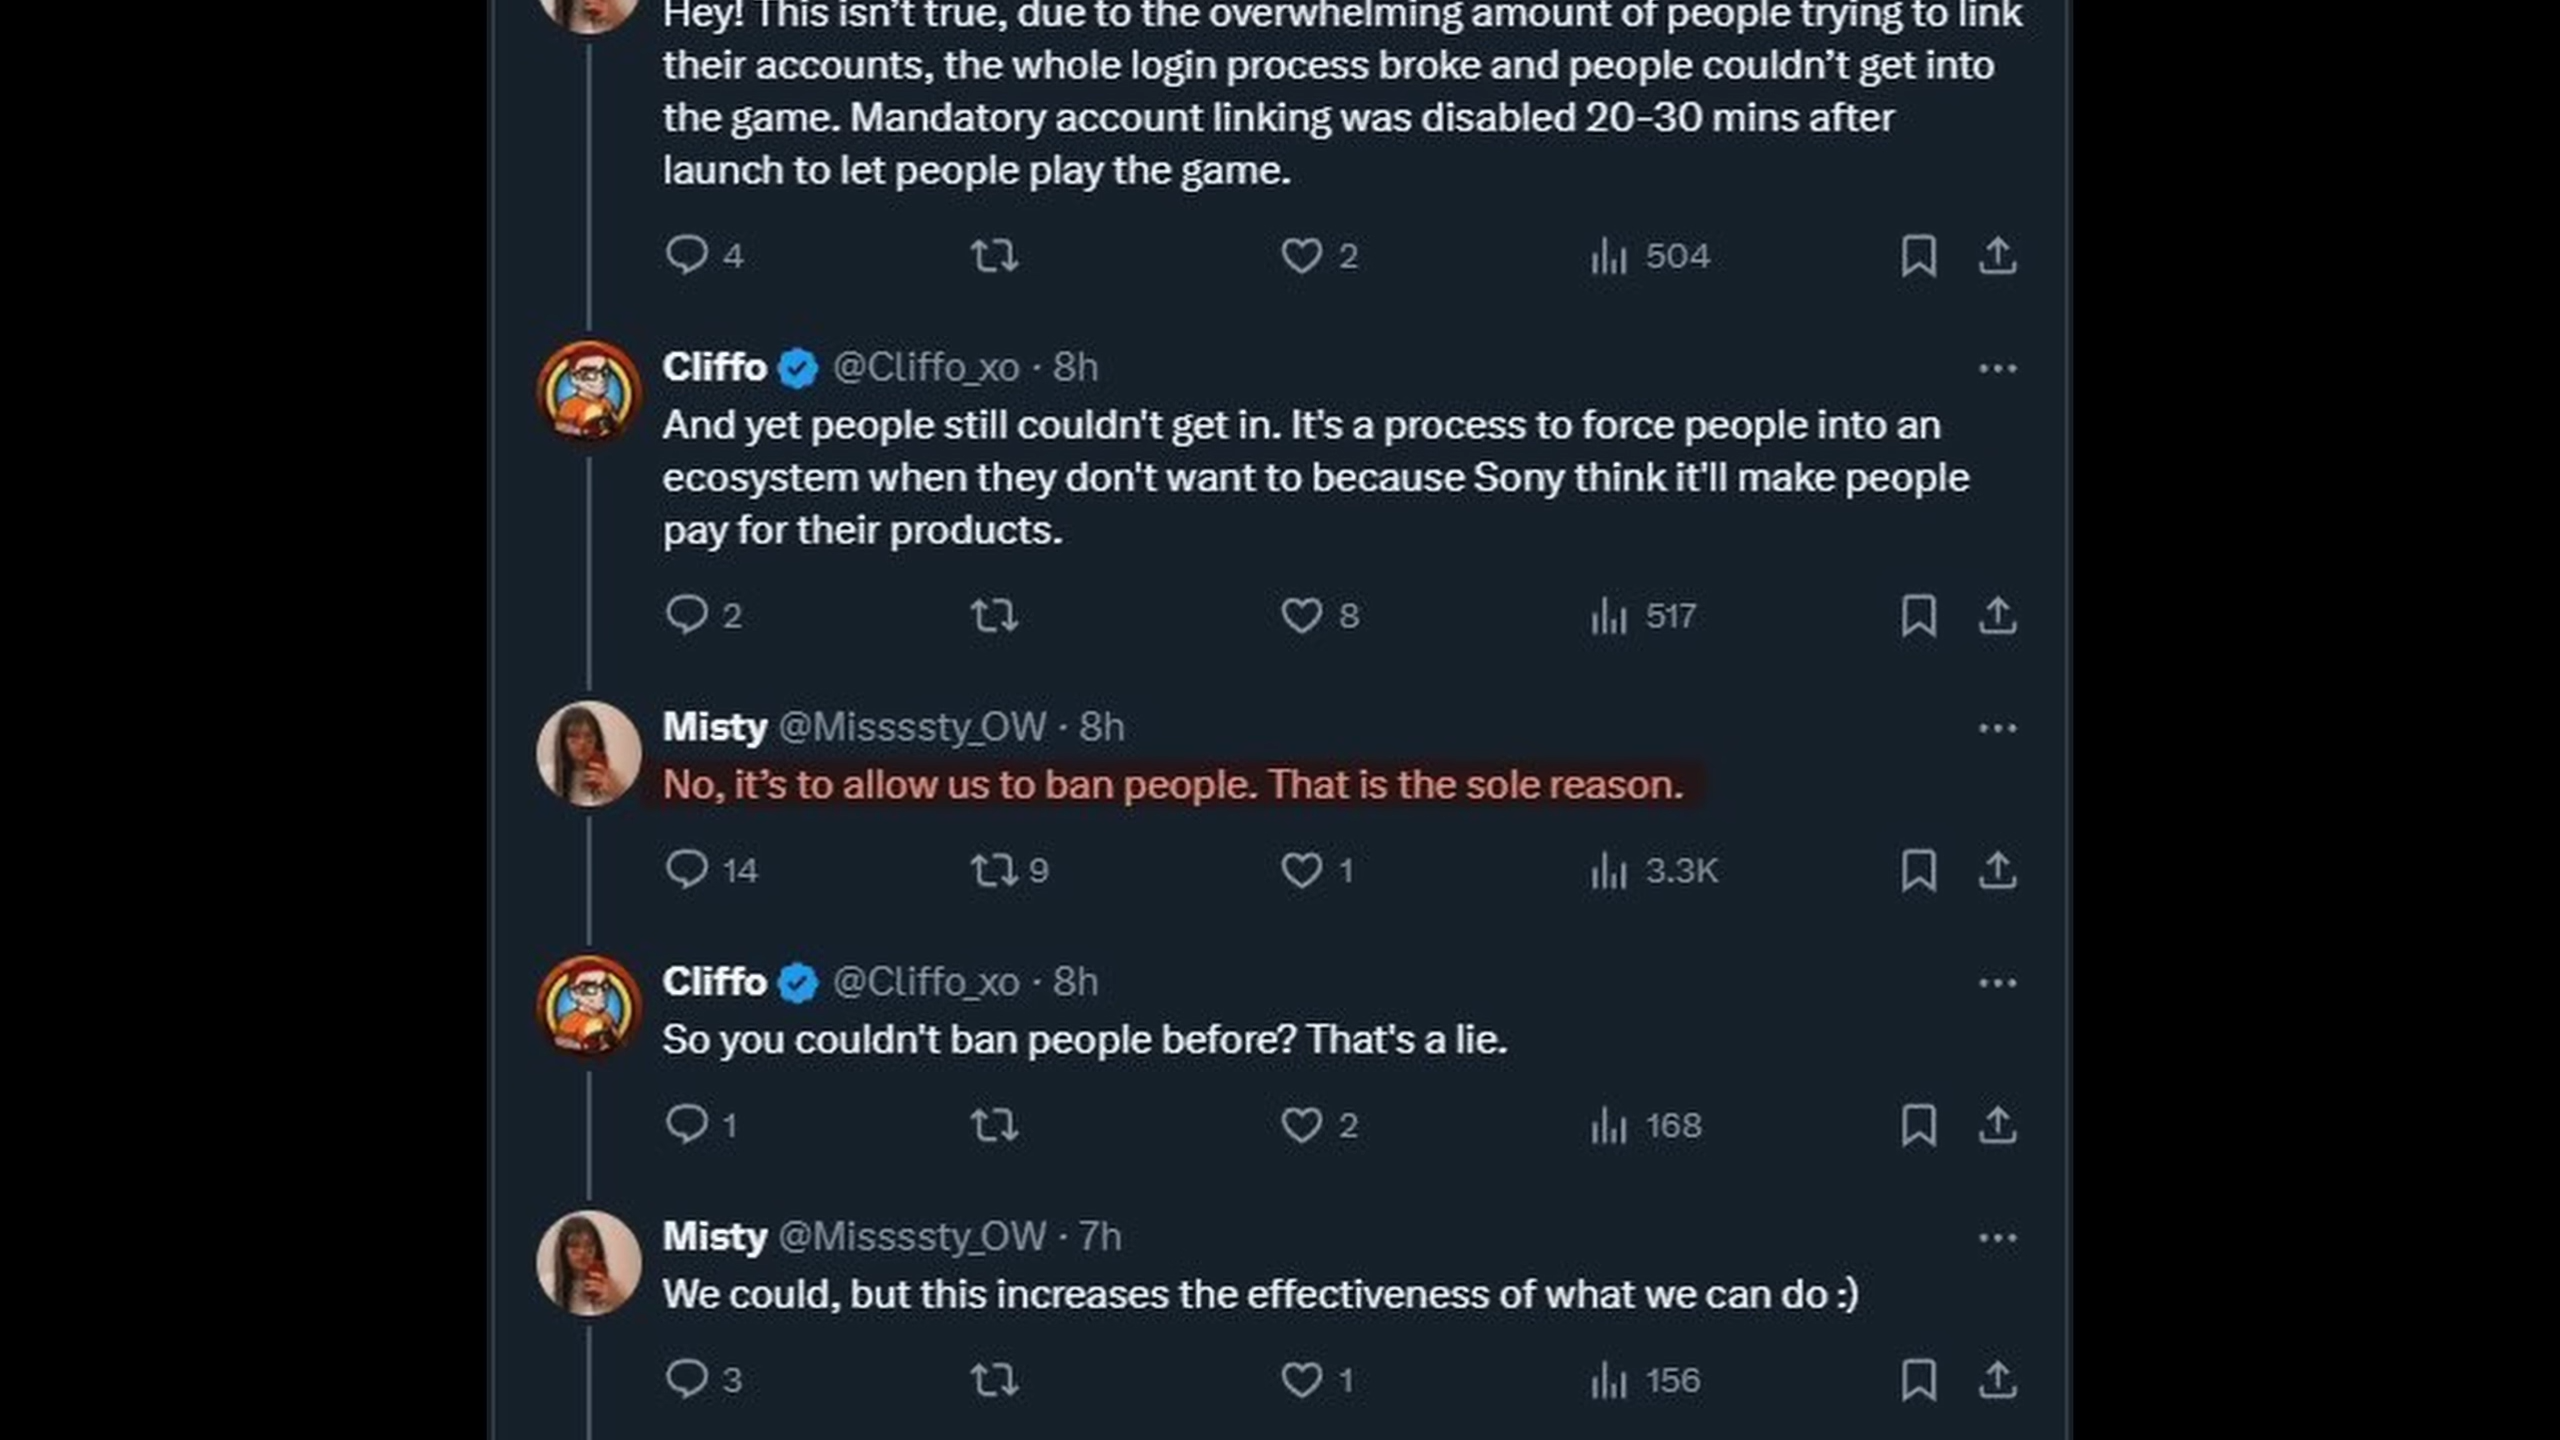 Hey! This isn’t true, due to the overwhelming amount of people trying to link
their accounts, the whole login process broke and people couldn’t get into
the game. Mandatory account linking was disabled 20-30 mins after
launch to let people play the game.
4 2 504
Cliffo @Cliffo_xo · 8h
And yet people still couldn't get in. It's a process to force people into an
ecosystem when they don't want to because Sony think it'll make people
pay for their products.
2 8 517
Misty @Missssty_OW · 8h
No, it’s to allow us to ban people. That is the sole reason.
14 9 1 3.3K
Cliffo @Cliffo_xo · 8h
So you couldn't ban people before? That's a lie.
1 2 168
Misty @Missssty_OW · 7h
We could, but this increases the effectiveness of what we can do :)
3 1 156